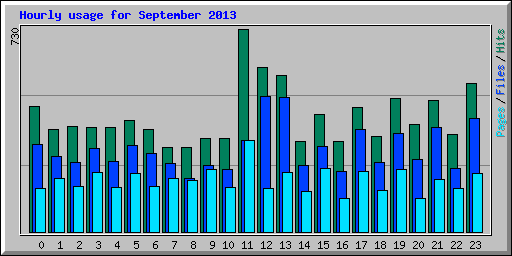 Hourly usage for September 2013
730
Pages/Files/Hits
0 1 2 3 4 5 6 7 8 9 10 11 12 13 14 15 16 17 18 19 20 21 22 23